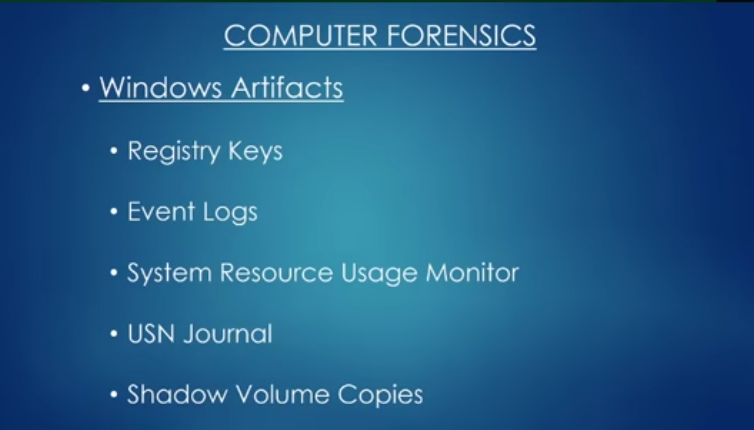 COMPUTER FORENSICS
• Windows Artifacts
• Registry Keys
• Event Logs
• System Resource Usage Monitor
• USN Journal
• Shadow Volume Copies